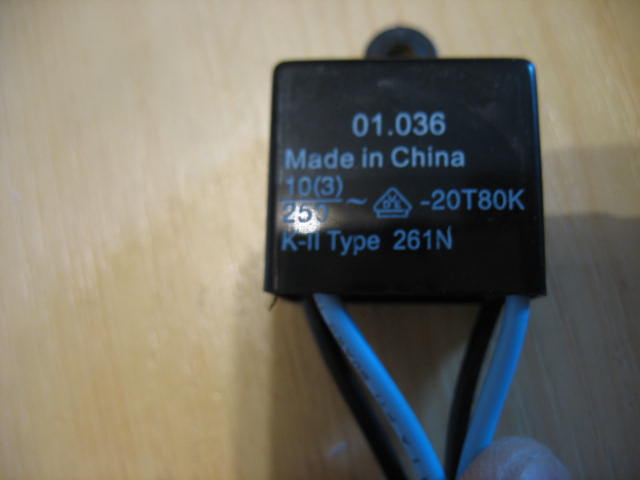 01.036
Made in China
10(3)
250 ~ -20T80K
K-II Type 261N